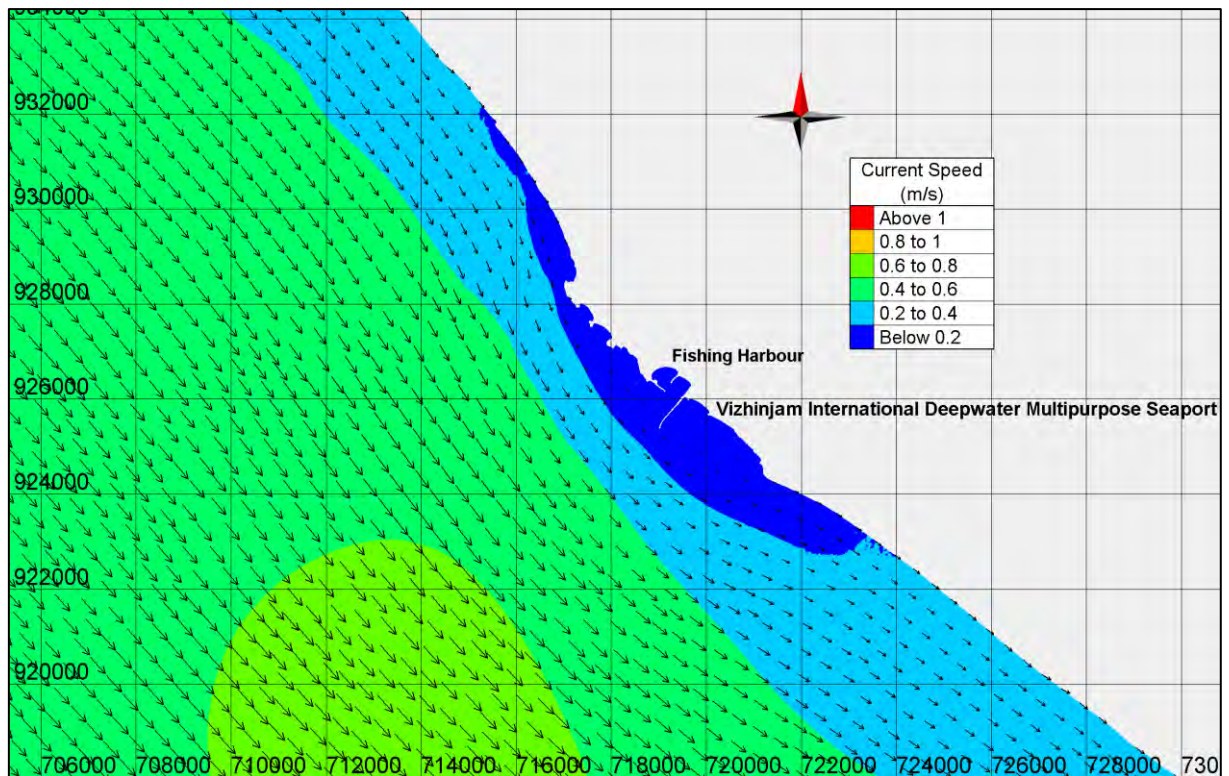 932000
930000
Current Speed
(m/s)
Above 1
0.8 to 1
0.6 to 0.8
0.4 to 0.6
0.2 to 0.4
Below 0.2
928000
Fishing Harbour
926000
Vizhinjam International Deepwater Multipurpose Seaport
924000
922000
920000
706000 708000 710000 712000 714000 716000 718000 720000 722000 724000 726000 728000 730